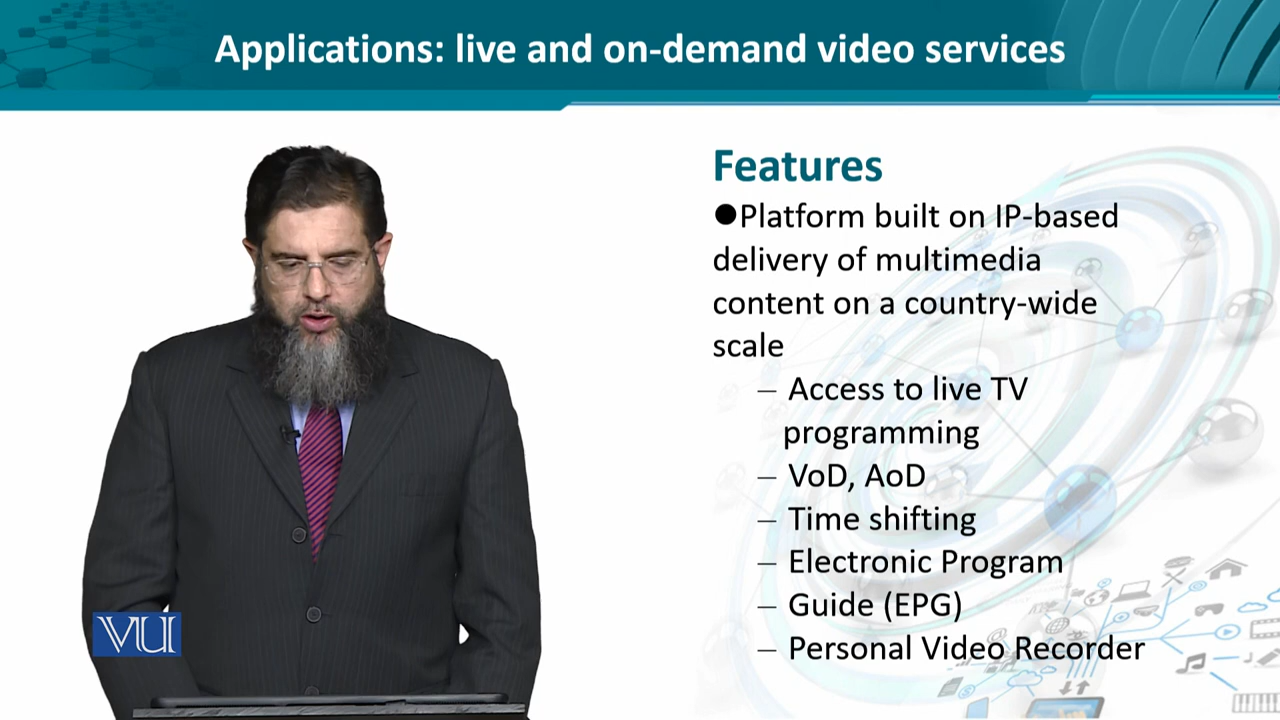 Applications: live and on-demand video services
Features
●Platform built on IP-based
delivery of multimedia
content on a country-wide
scale
– Access to live TV
programming
– VoD, AoD
– Time shifting
– Electronic Program
– Guide (EPG)
– Personal Video Recorder
VU